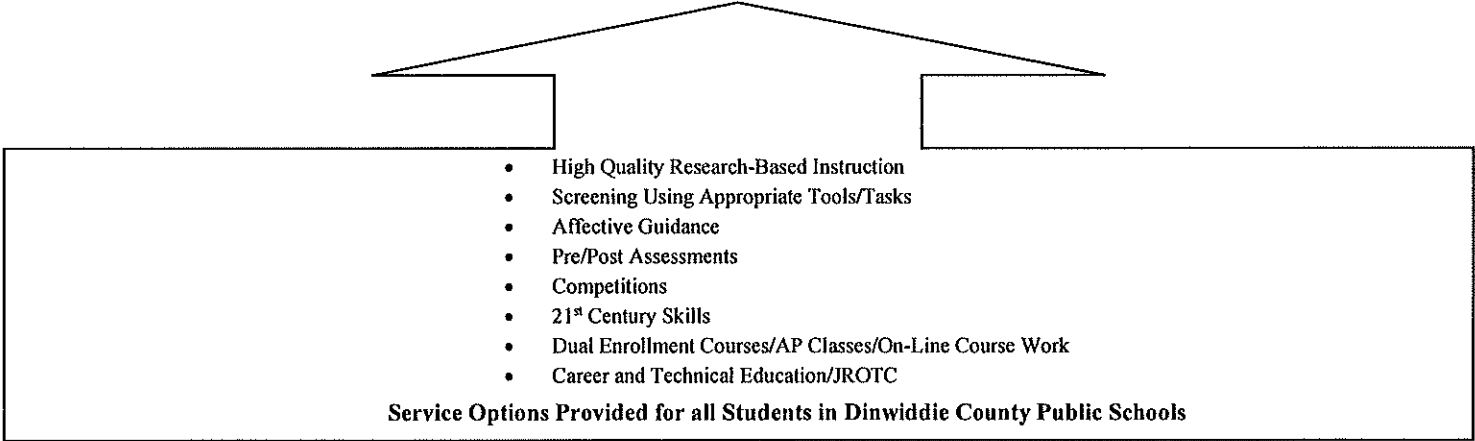 • High Quality Research-Based Instruction
• Screening Using Appropriate Tools/Tasks
• Affective Guidance
• Pre/Post Assessments
• Competitions
• 21st Century Skills
• Dual Enrollment Courses/AP Classes/On-Line Course Work
• Career and Technical Education/JROTC
Service Options Provided for all Students in Dinwiddie County Public Schools